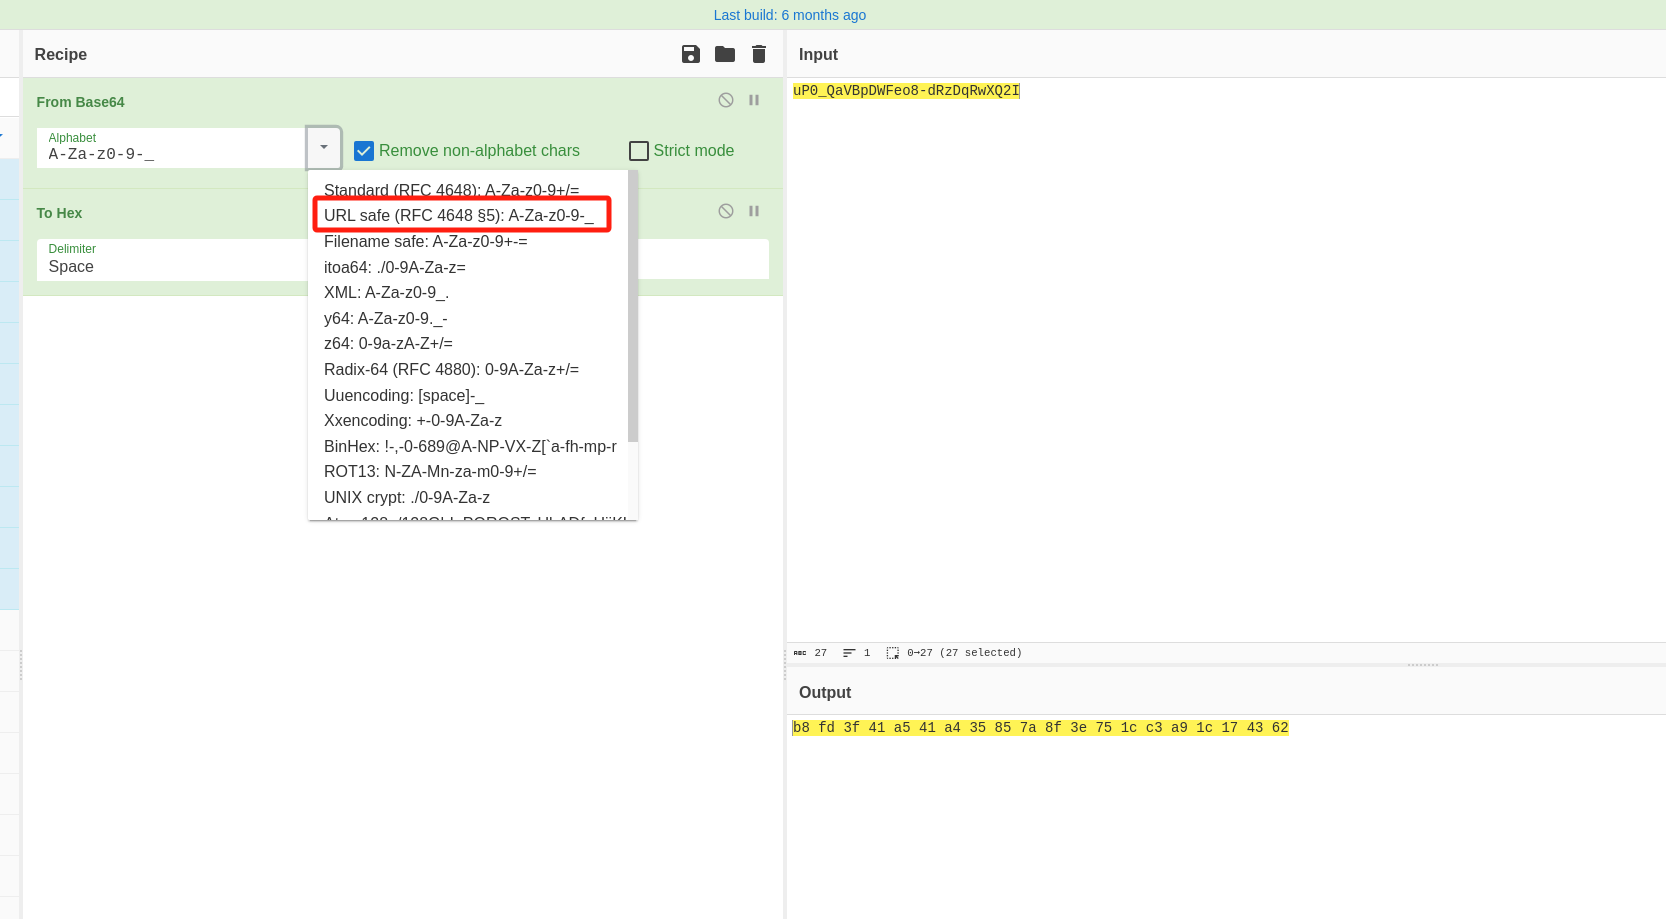 Last build: 6 months ago
Recipe
From Base64
Alphabet
A-Za-z0-9-_
Remove non-alphabet chars
Strict mode
Standard (RFC 4648): A-Za-z0-9+/=
URL safe (RFC 4648 §5): A-Za-z0-9-_
Filename safe: A-Za-z0-9+-=
itoa64: ./0-9A-Za-z=
XML: A-Za-z0-9_.
y64: A-Za-z0-9._-
z64: 0-9a-zA-Z+/=
Radix-64 (RFC 4880): 0-9A-Za-z+/=
Uuencoding: [space]-_
Xxencoding: +-0-9A-Za-z
BinHex: !-,-0-689@A-NP-VX-Z[`a-fh-mp-r
ROT13: N-ZA-Mn-za-m0-9+/=
UNIX crypt: ./0-9A-Za-z
To Hex
Delimiter
Space
Input
uP0_QaVBpDWFeo8-dRzDqRwXQ2I
ABC 27 1 0→27 (27 selected)
Output
b8 fd 3f 41 a5 41 a4 35 85 7a 8f 3e 75 1c c3 a9 1c 17 43 62